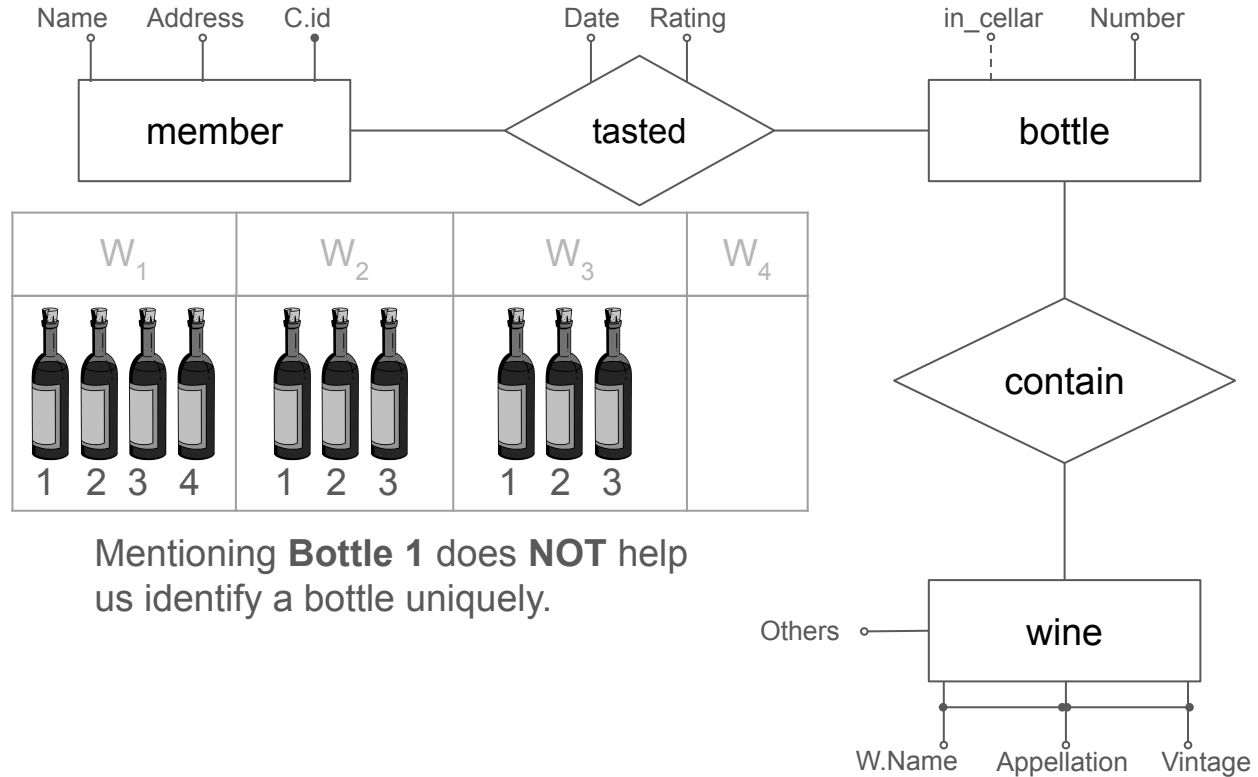 Name Address C.id Date Rating in_cellar Number
member tasted bottle
W1 W2 W3 W4
1 2 3 4 1 2 3 1 2 3
contain
Mentioning Bottle 1 does NOT help
us identify a bottle uniquely.
Others wine
W.Name Appellation Vintage